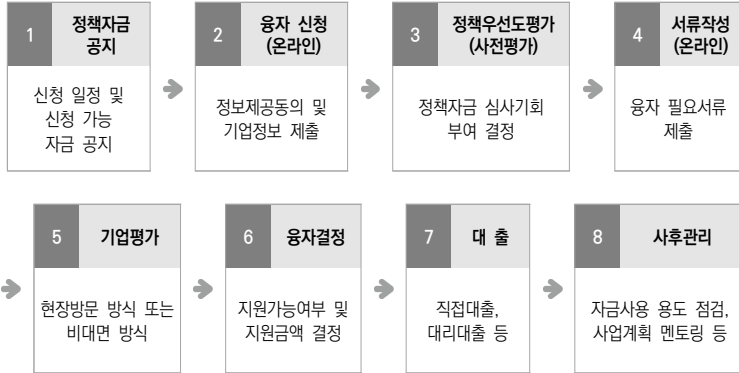 1
정책자금
공지
신청 일정 및
신청 가능
자금 공지
2
융자 신청
(온라인)
정보제공동의 및
기업정보 제출
3
정책우선도평가
(사전평가)
정책자금 심사기회
부여 결정
4
서류작성
(온라인)
융자 필요서류
제출
5
기업평가
현장방문 방식 또는
비대면 방식
6
융자결정
지원가능여부 및
지원금액 결정
7
대 출
직접대출,
대리대출 등
8
사후관리
자금사용 용도 점검,
사업계획 멘토링 등